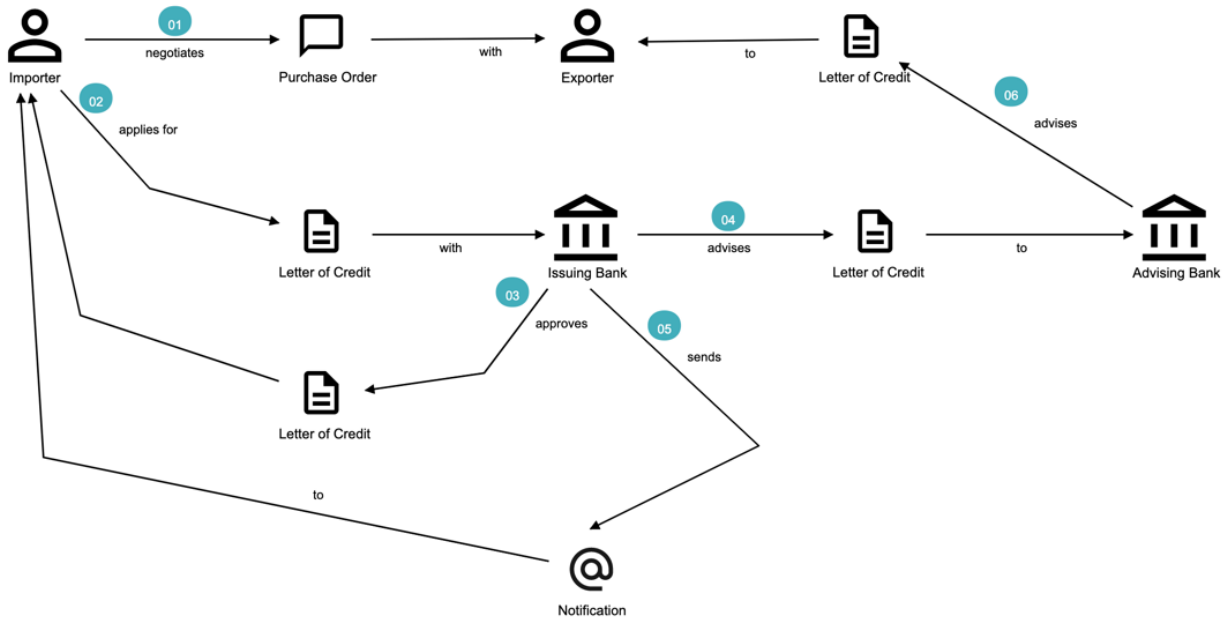 01
negotiates
with
to
Importer
Purchase Order
Exporter
Letter of Credit
02
applies for
06
advises
with
04
advises
to
Letter of Credit
Issuing Bank
Letter of Credit
Advising Bank
03
approves
05
sends
Letter of Credit
to
Notification